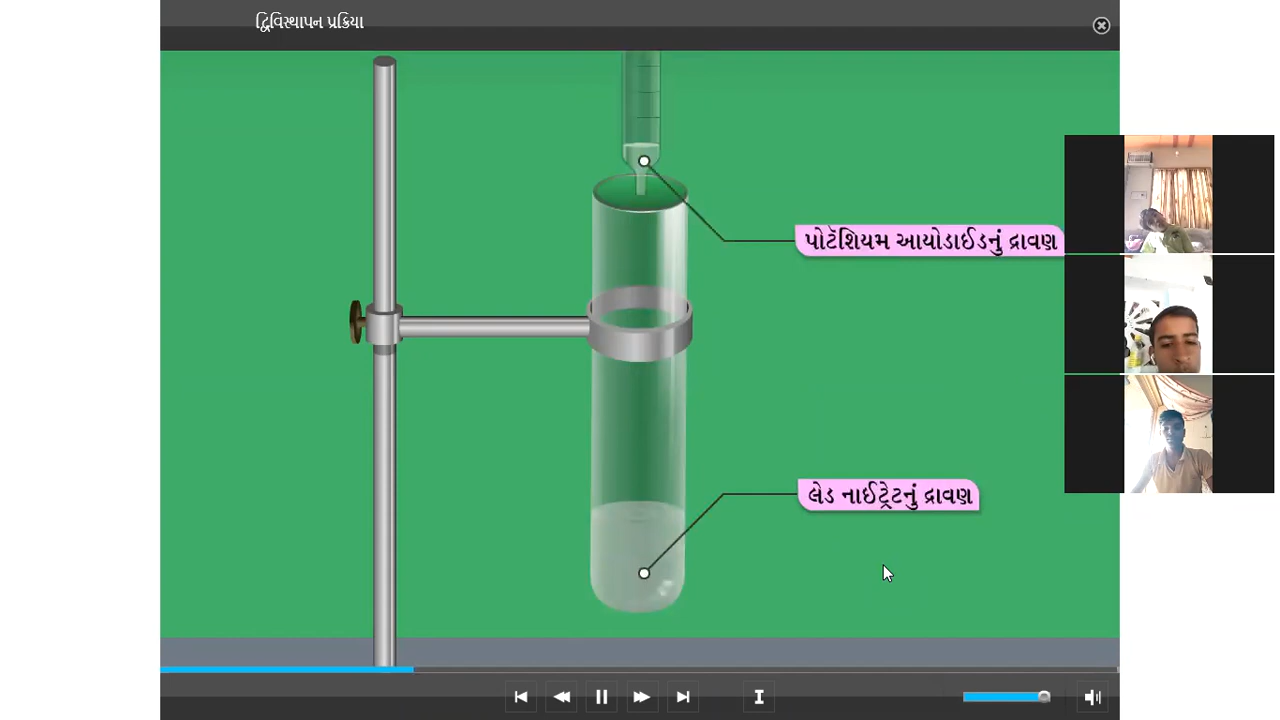 દ્વિવિસ્થાપન પ્રક્રિયા
પોટૅશિયમ આયોડાઈડનું દ્રાવણ
લેડ નાઈટ્રેટનું દ્રાવણ